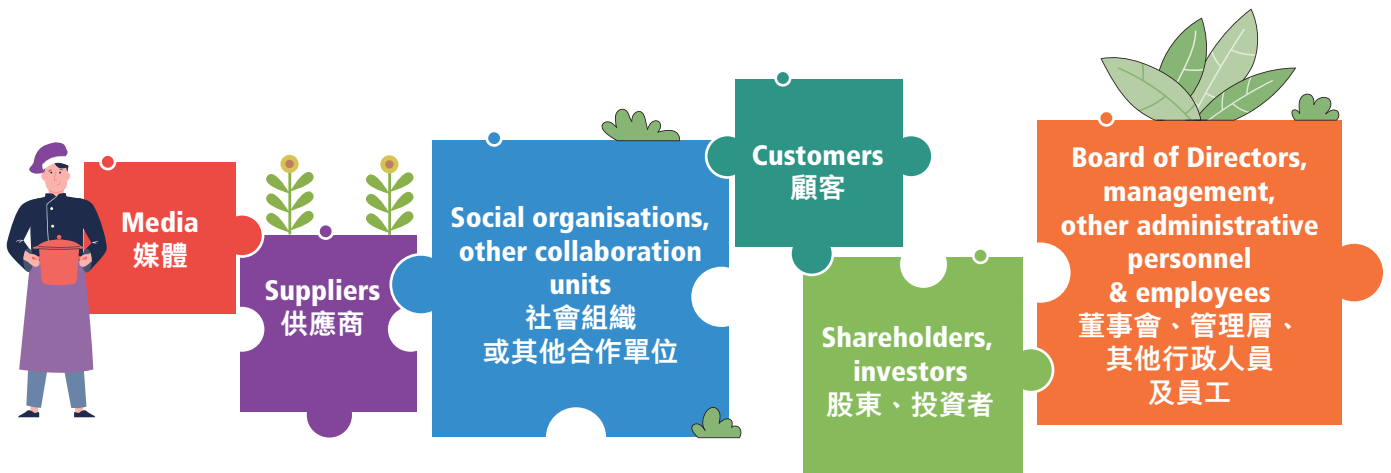 Media
媒體
Suppliers
供應商
Social organisations,
other collaboration
units
社會組織
或其他合作單位
Customers
顧客
Shareholders,
investors
股東、投資者
Board of Directors,
management,
other administrative
personnel
& employees
董事會、管理層、
其他行政人員
及員工